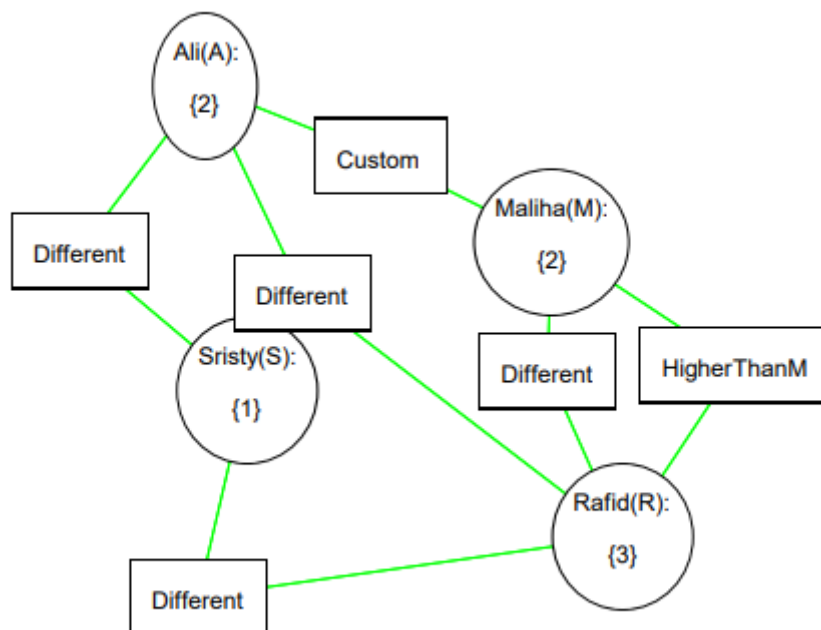 Ali(A):
{2}
Custom
Maliha(M):
{2}
Different
Different
Sristy(S):
{1}
Different
HigherThanM
Rafid(R):
{3}
Different